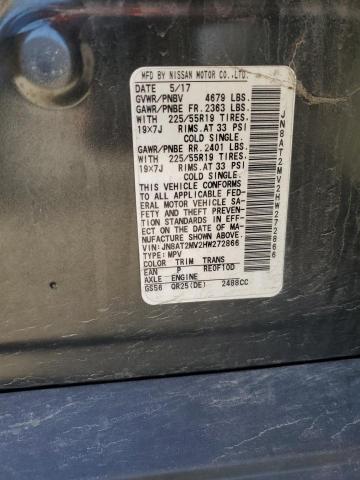 MFD BY NISSAN MOTOR CO.,LTD.
DATE 5/17
GVWR/PNBV 4679 LBS.
GAWR/PNBE FR. 2363 LBS.
WITH 225/55R19 TIRES
19X7J RIMS.AT 33 PSI
COLD SINGLE.
GAWR/PNBE RR. 2401 LBS.
WITH 225/55R19 TIRES
19X7J RIMS.AT 33 PSI
COLD SINGLE.
THIS VEHICLE CONFORMS
TO ALL APPLICABLE FED-
ERAL MOTOR VEHICLE SA-
FETY AND THEFT PREVEN-
TION STANDARDS IN EFF-
ECT ON THE DATE OF MA-
NUFACTURE SHOWN ABOVE.
VIN:JN8AT2MV2HW272866
TYPE:MPV
COLOR TRIM TRANS
EAN P RE0F10D
AXLE ENGINE
GS56 QR25(DE) 2488CC
JN8AT2MV2HW272866